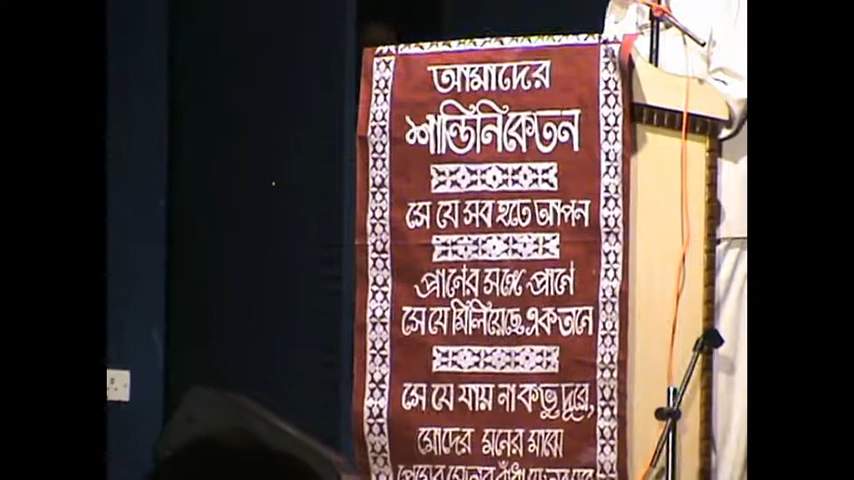 আমাদের
শান্তিনিকেতন
সে যে সব হতে আপন
প্রাণের সঙ্গে প্রাণে
সে যে মিলিয়েছে একতানে
সে যে যায় না কভু দূরে,
মোদের মনের মাঝে